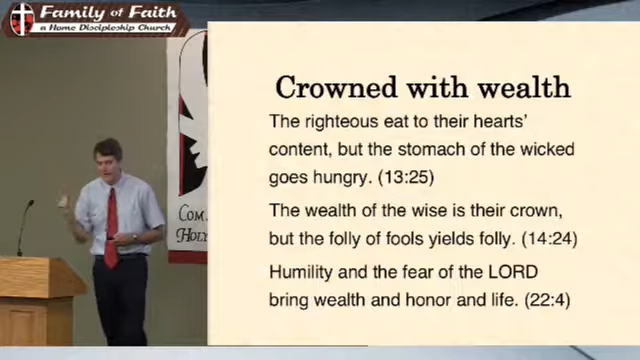 Family of Faith
a Home Discipleship Church
Crowned with wealth
The righteous eat to their hearts'
content, but the stomach of the wicked
goes hungry. (13:25)
The wealth of the wise is their crown,
but the folly of fools yields folly. (14:24)
Humility and the fear of the LORD
bring wealth and honor and life. (22:4)
COM
HOLY